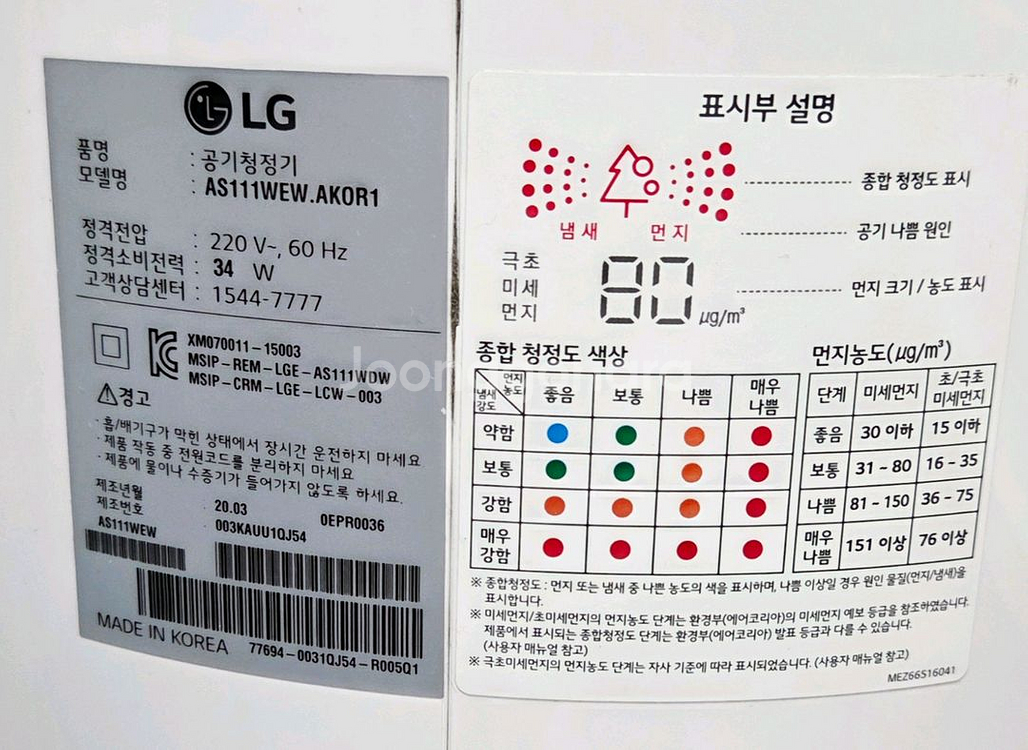 LG
품명 : 공기청정기
모델명 : AS111WEW.AKOR1
정격전압 : 220 V~, 60 Hz
정격소비전력 : 34 W
고객상담센터 : 1544-7777
XM070011-15003
MSIP-REM-LGE-AS111WDW
MSIP-CRM-LGE-LCW-003
⚠경고
· 흡/배기구가 막힌 상태에서 장시간 운전하지 마세요
· 제품 작동 중 전원코드를 분리하지 마세요
· 제품에 물이나 수증기가 들어가지 않도록 하세요.
제조년월 : 20.03 0EPR0036
제조번호 : 003KAUU1QJ54
AS111WEW
MADE IN KOREA
77694-0031QJ54-R005Q1
표시부 설명
종합 청정도 표시
냄새 먼지 공기 나쁨 원인
극초
미세
먼지
80 μg/m³ 먼지 크기 / 농도 표시
종합 청정도 색상
먼지
농도
냄새
강도
좋음 보통 나쁨 매우
나쁨
약함
보통
강함
매우
강함
먼지농도(μg/m³)
단계 미세먼지 초/극초
미세먼지
좋음 30 이하 15 이하
보통 31 - 80 16 - 35
나쁨 81 - 150 36 - 75
매우
나쁨 151 이상 76 이상
※ 종합청정도 : 먼지 또는 냄새 중 나쁜 농도의 색을 표시하며, 나쁨 이상일 경우 원인 물질(먼지/냄새)을
표시합니다.
※ 미세먼지/초미세먼지의 먼지농도 단계는 환경부(에어코리아)의 미세먼지 예보 등급을 참조하였습니다.
제품에서 표시되는 종합청정도 단계는 환경부(에어코리아) 발표 등급과 다를 수 있습니다.
(사용자 매뉴얼 참고)
※ 극초미세먼지의 먼지농도 단계는 자사 기준에 따라 표시되었습니다. (사용자 매뉴얼 참고)
MEZ66516041
Joongonara